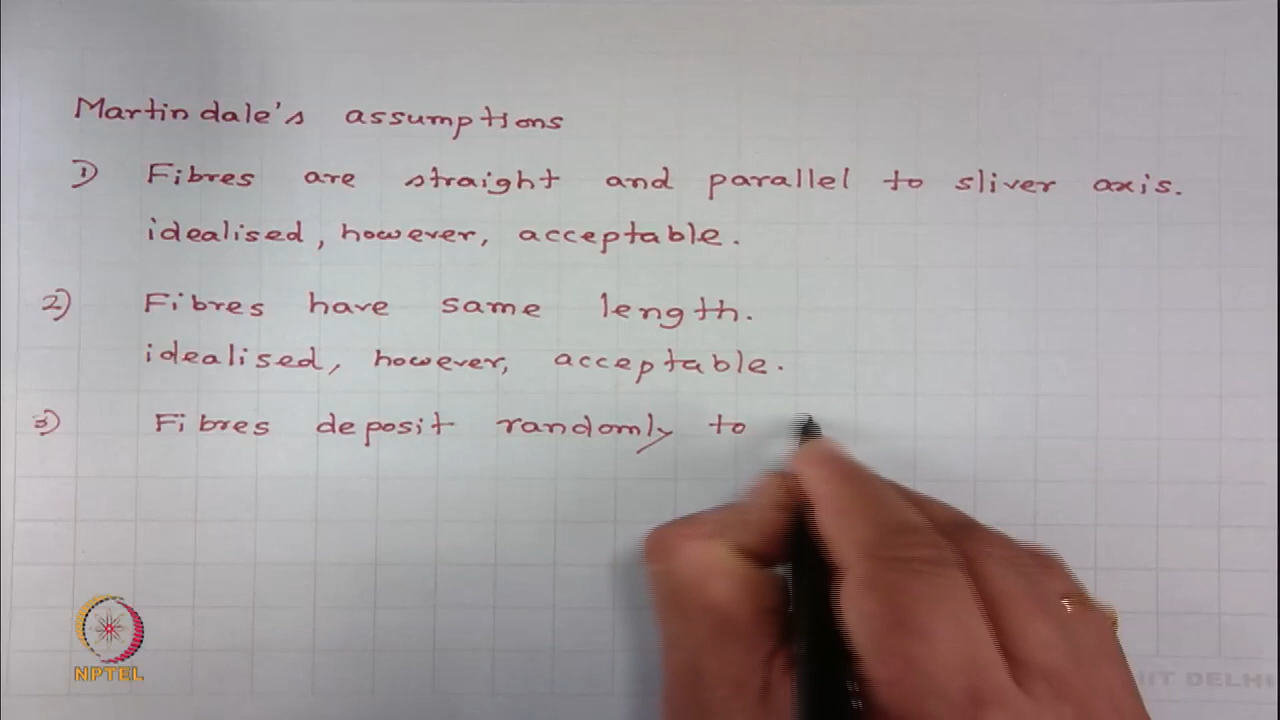 Martindale's assumptions
1) Fibres are straight and parallel to sliver axis.
idealised, however, acceptable.
2) Fibres have same length.
idealised, however, acceptable.
3) Fibres deposit randomly to
NPTEL
IIT DELHI